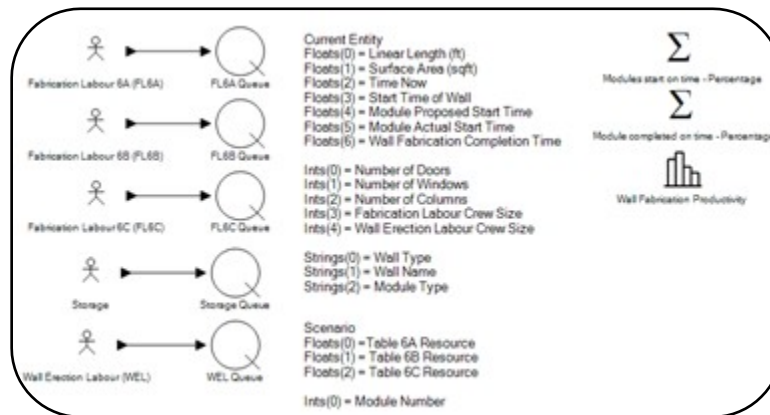 Fabrication Labour 6A (FL6A)
FL6A Queue
Fabrication Labour 6B (FL6B)
FL6B Queue
Fabrication Labour 6C (FL6C)
FL6C Queue
Storage
Storage Queue
Wall Erection Labour (WEL)
WEL Queue
Current Entity
Floats(0) = Linear Length (ft)
Floats(1) = Surface Area (sqft)
Floats(2) = Time Now
Floats(3) = Start Time of Wall
Floats(4) = Module Proposed Start Time
Floats(5) = Module Actual Start Time
Floats(6) = Wall Fabrication Completion Time
Ints(0) = Number of Doors
Ints(1) = Number of Windows
Ints(2) = Number of Columns
Ints(3) = Fabrication Labour Crew Size
Ints(4) = Wall Erection Labour Crew Size
Strings(0) = Wall Type
Strings(1) = Wall Name
Strings(2) = Module Type
Scenario
Floats(0) =Table 6A Resource
Floats(1) = Table 6B Resource
Floats(2) = Table 6C Resource
Ints(0) = Module Number
Σ
Modules start on time - Percentage
Σ
Module completed on time - Percentage
Wall Fabrication Productivity